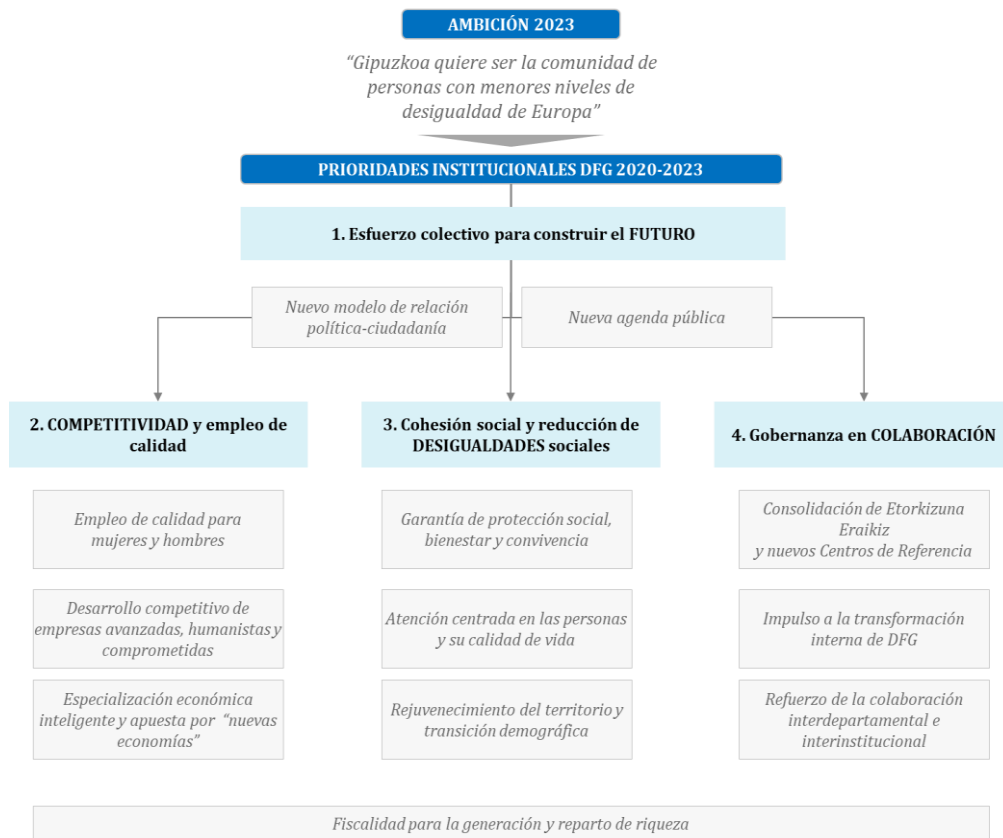 AMBICIÓN 2023
“Gipuzkoa quiere ser la comunidad de
personas con menores niveles de
desigualdad de Europa”
PRIORIDADES INSTITUCIONALES DFG 2020-2023
1. Esfuerzo colectivo para construir el FUTURO
Nuevo modelo de relación
política-ciudadanía
Nueva agenda pública
2. COMPETITIVIDAD y empleo de
calidad
Empleo de calidad para
mujeres y hombres
Desarrollo competitivo de
empresas avanzadas, humanistas y
comprometidas
Especialización económica
inteligente y apuesta por “nuevas
economías”
3. Cohesión social y reducción de
DESIGUALDADES sociales
Garantía de protección social,
bienestar y convivencia
Atención centrada en las personas
y su calidad de vida
Rejuvenecimiento del territorio y
transición demográfica
4. Gobernanza en COLABORACIÓN
Consolidación de Etorkizuna
Eraikiz
y nuevos Centros de Referencia
Impulso a la transformación
interna de DFG
Refuerzo de la colaboración
interdepartamental e
interinstitucional
Fiscalidad para la generación y reparto de riqueza